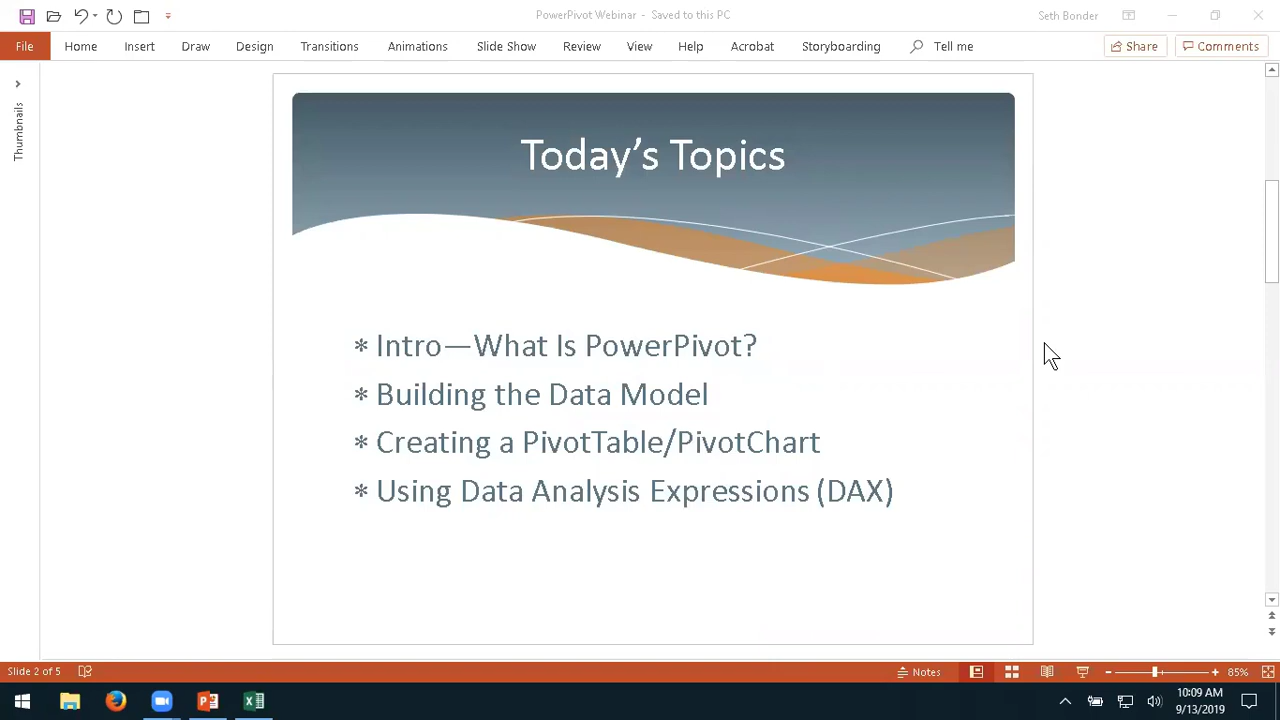 PowerPivot Webinar - Saved to this PC
Seth Bonder
File Home Insert Draw Design Transitions Animations Slide Show Review View Help Acrobat Storyboarding Tell me Share Comments
Thumbnails
Today's Topics
* Intro—What Is PowerPivot?
* Building the Data Model
* Creating a PivotTable/PivotChart
* Using Data Analysis Expressions (DAX)
Slide 2 of 5 Notes 85%
10:09 AM
9/13/2019